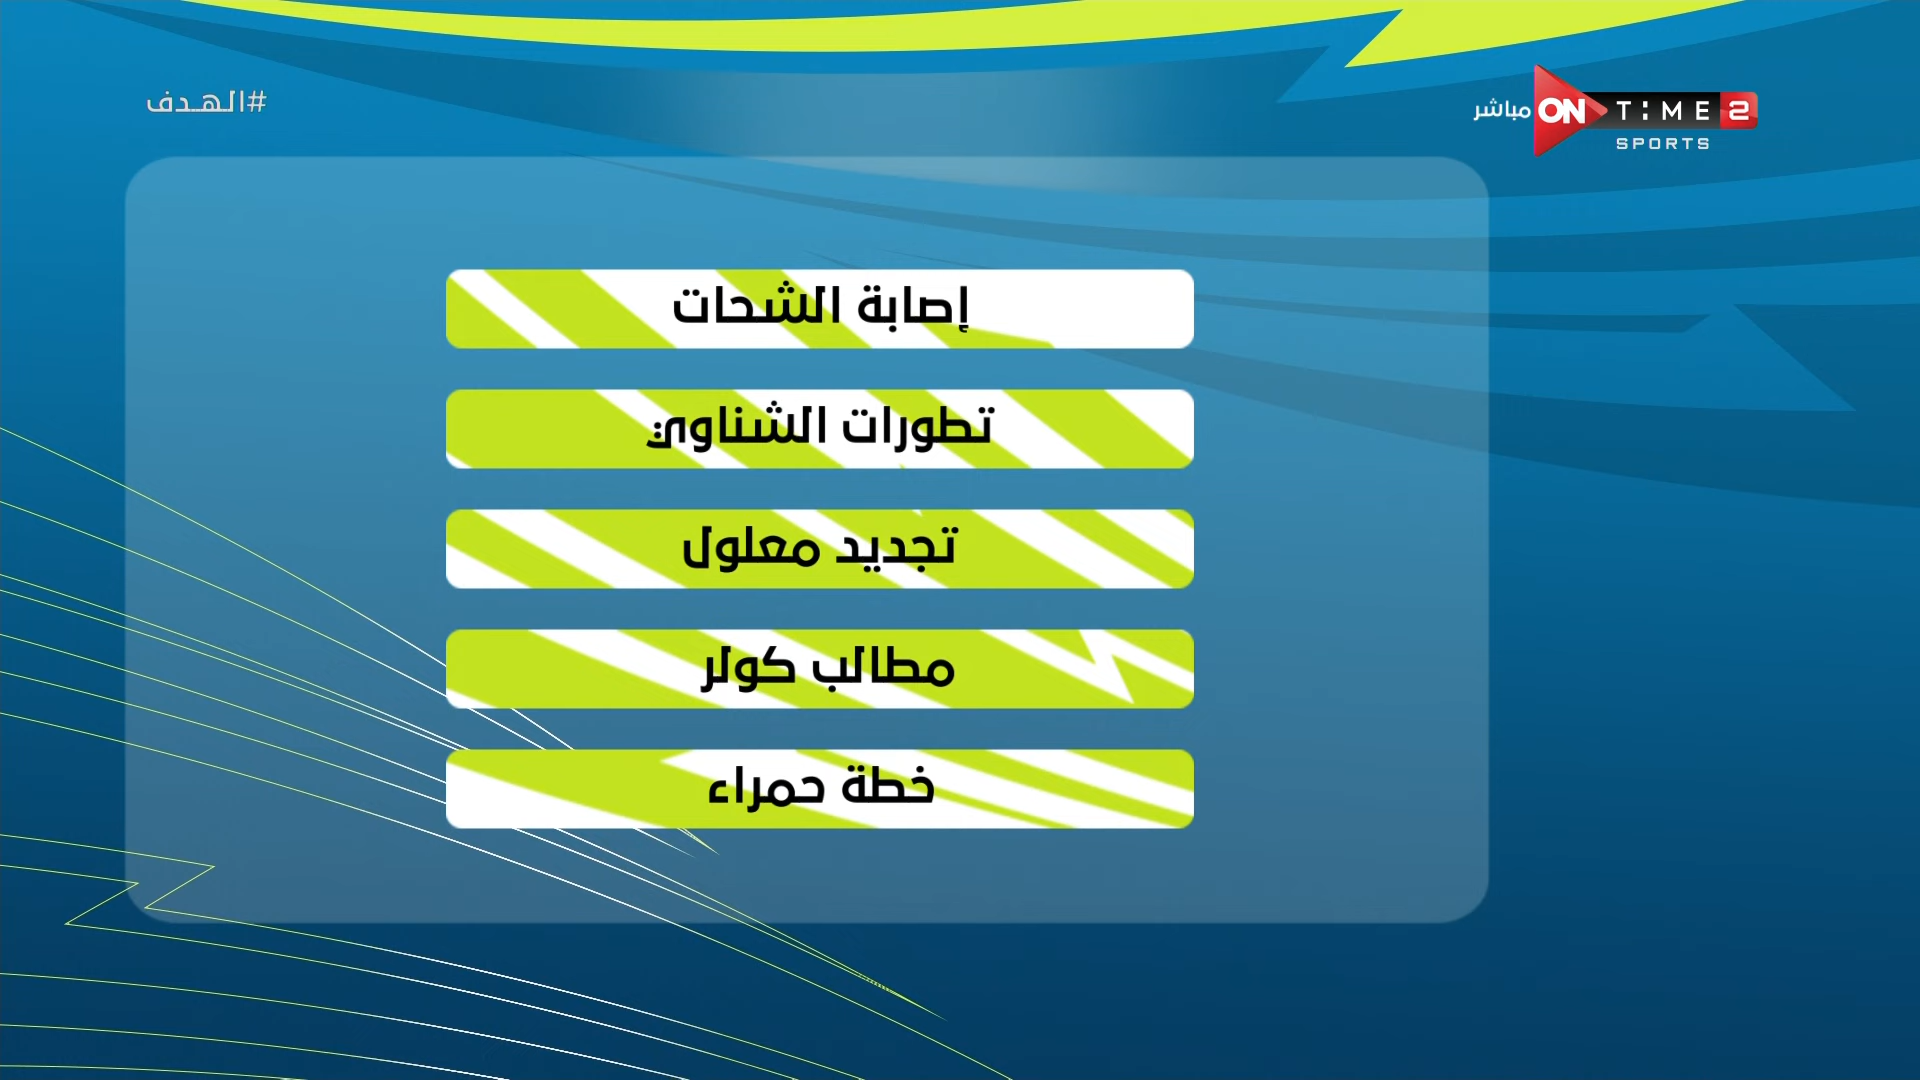 #الهدف
مباشر ON TIME 2
SPORTS
إصابة الشحات
تطورات الشناوي
تجديد معلول
مطالب كولر
خطة حمراء